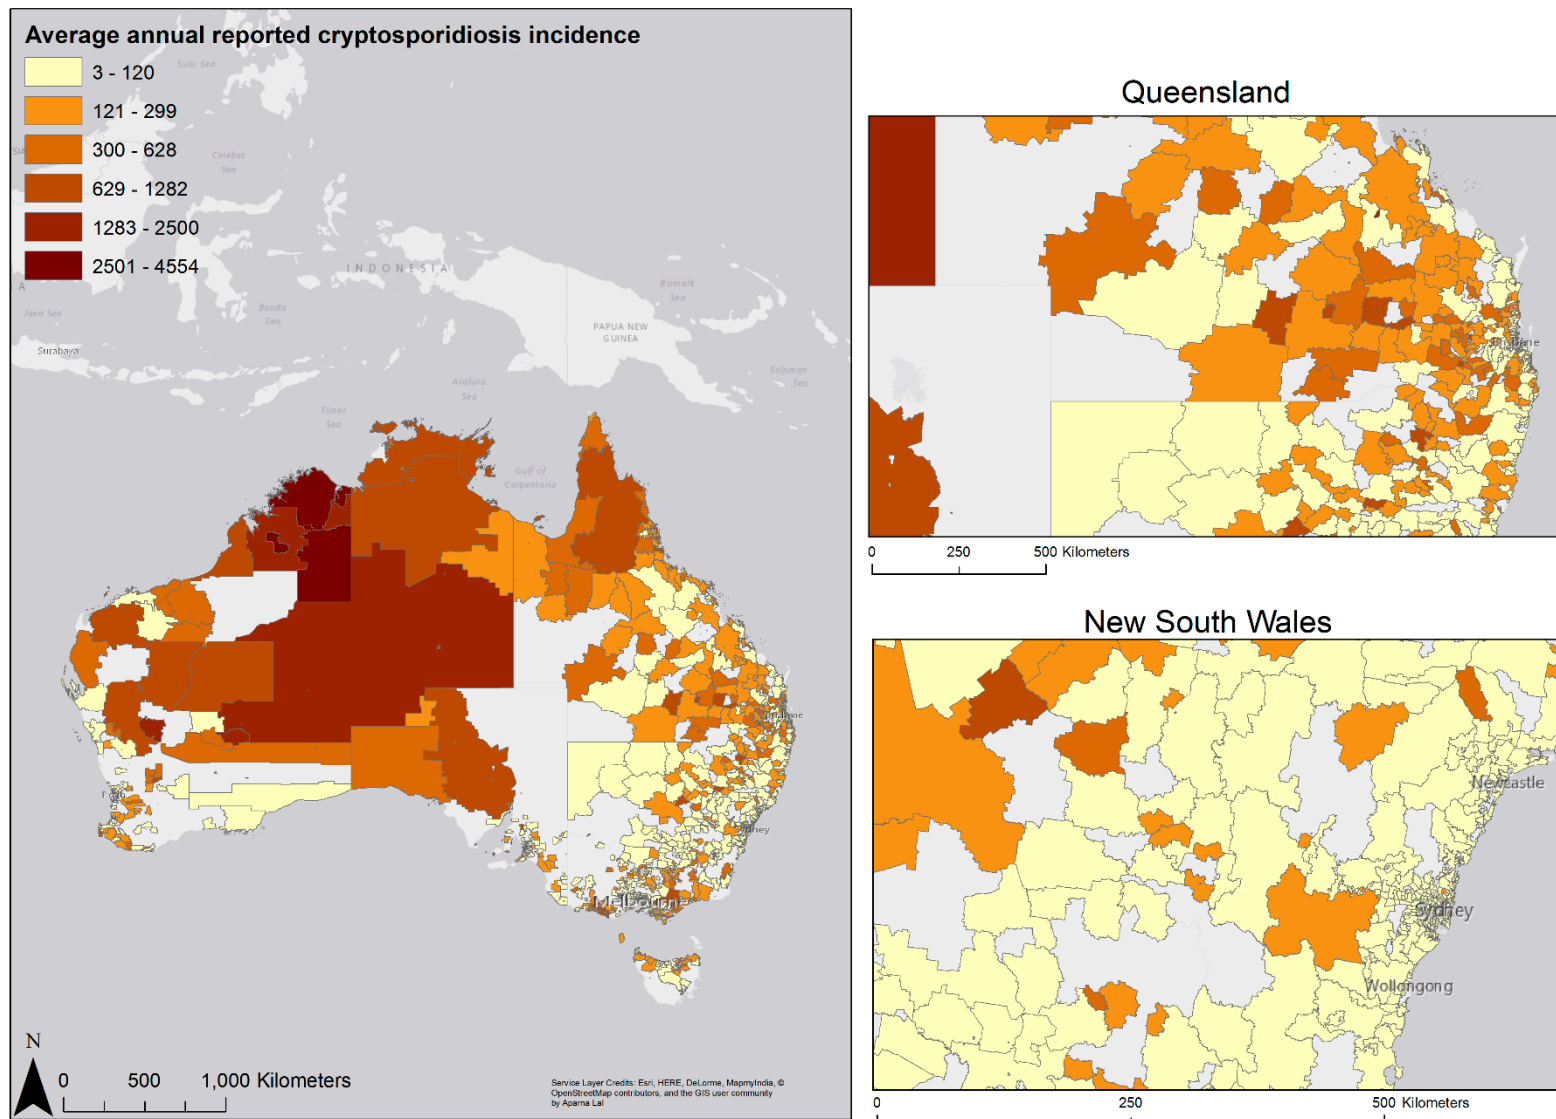 Average annual reported cryptosporidiosis incidence
3 - 120
121 - 299
300 - 628
629 - 1282
1283 - 2500
2501 - 4554
Sulu Sea
Celebes
Sea
INDONESIA
A
Java Sea
Banda
Sea
Surabaya
Bismark
Sea
PAPUA NEW
GUINEA
Solomon
Sea
Arafura
Sea
Timor
Sea
Gulf of
Carpentaria
Melbourne
N
0 500 1,000 Kilometers
Service Layer Credits: Esri, HERE, DeLorme, MapmyIndia, ©
OpenStreetMap contributors, and the GIS user community
by Aparna Lal
Queensland
Brisbane
0 250 500 Kilometers
New South Wales
Newcastle
Sydney
Wollongong
0 250 500 Kilometers